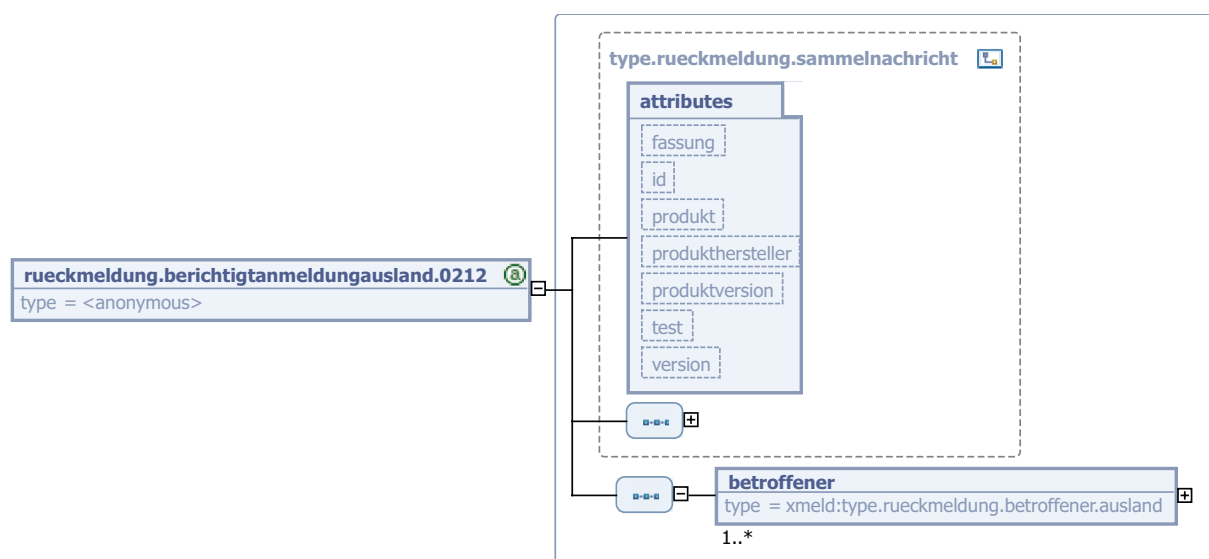 type.rueckmeldung.sammelnachricht
attributes
fassung
id
produkt
produkthersteller
produktversion
test
version
rueckmeldung.berichtigtanmeldungausland.0212 @
type = <anonymous>
betroffener
type = xmeld:type.rueckmeldung.betroffener.ausland
1..*